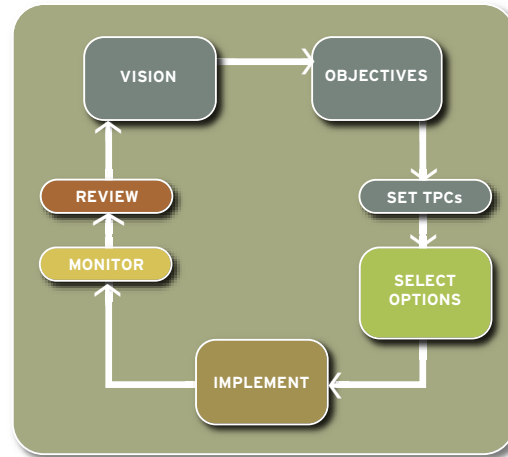 VISION
OBJECTIVES
REVIEW
SET TPCs
MONITOR
SELECT
OPTIONS
IMPLEMENT